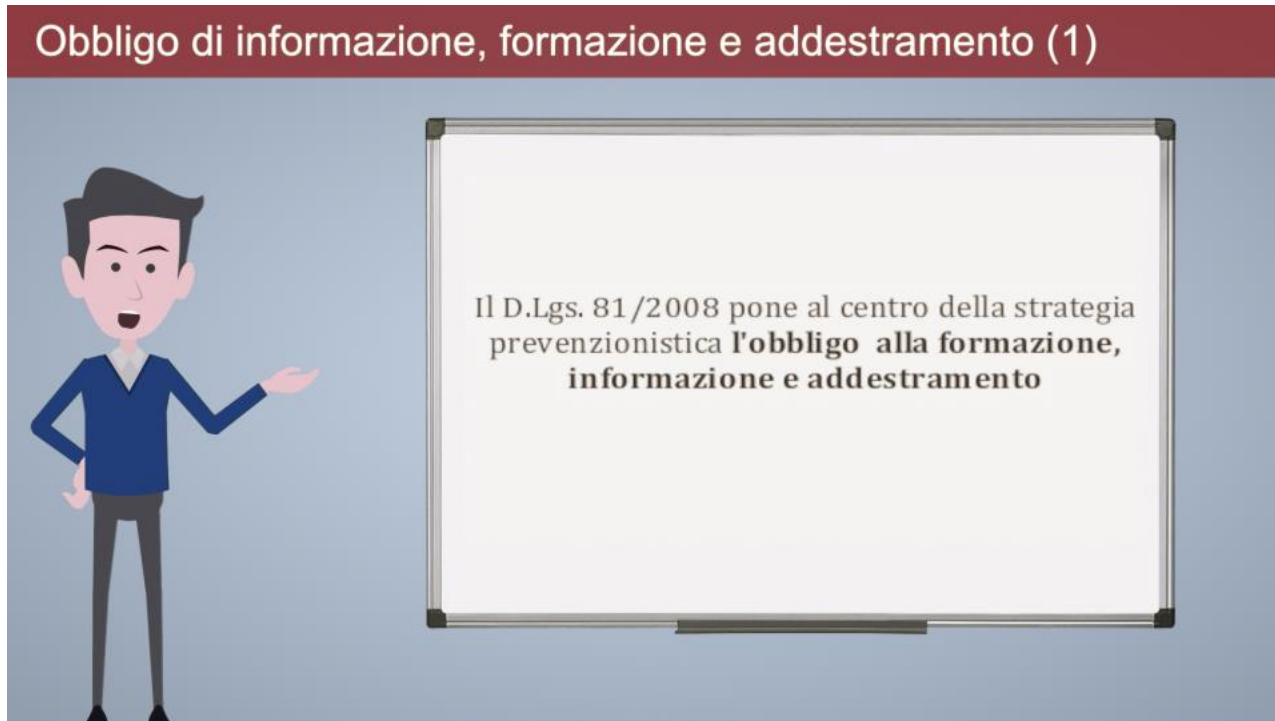 Obbligo di informazione, formazione e addestramento (1)
Il D.Lgs. 81/2008 pone al centro della strategia
prevenzionistica l'obbligo alla formazione,
informazione e addestramento